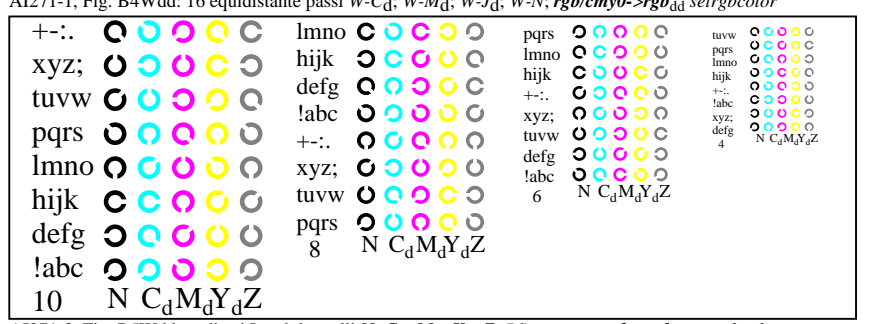 AI271-1, Fig. B4Wdd: 16 equidistante passi W-Cd; W-Md; W-Jd; W-N; rgb/cmy0->rgbdd setrgbcolor
+-:.
xyz;
tuvw
pqrs
lmno
hijk
defg
!abc
10 N CdMdYdZ
lmno
hijk
defg
!abc
+-:.
xyz;
tuvw
pqrs
8 N CdMdYdZ
pqrs
lmno
hijk
+-:.
xyz;
tuvw
defg
!abc
6 N CdMdYdZ
tuvw
pqrs
lmno
hijk
+-:.
!abc
xyz;
defg
4 N CdMdYdZ